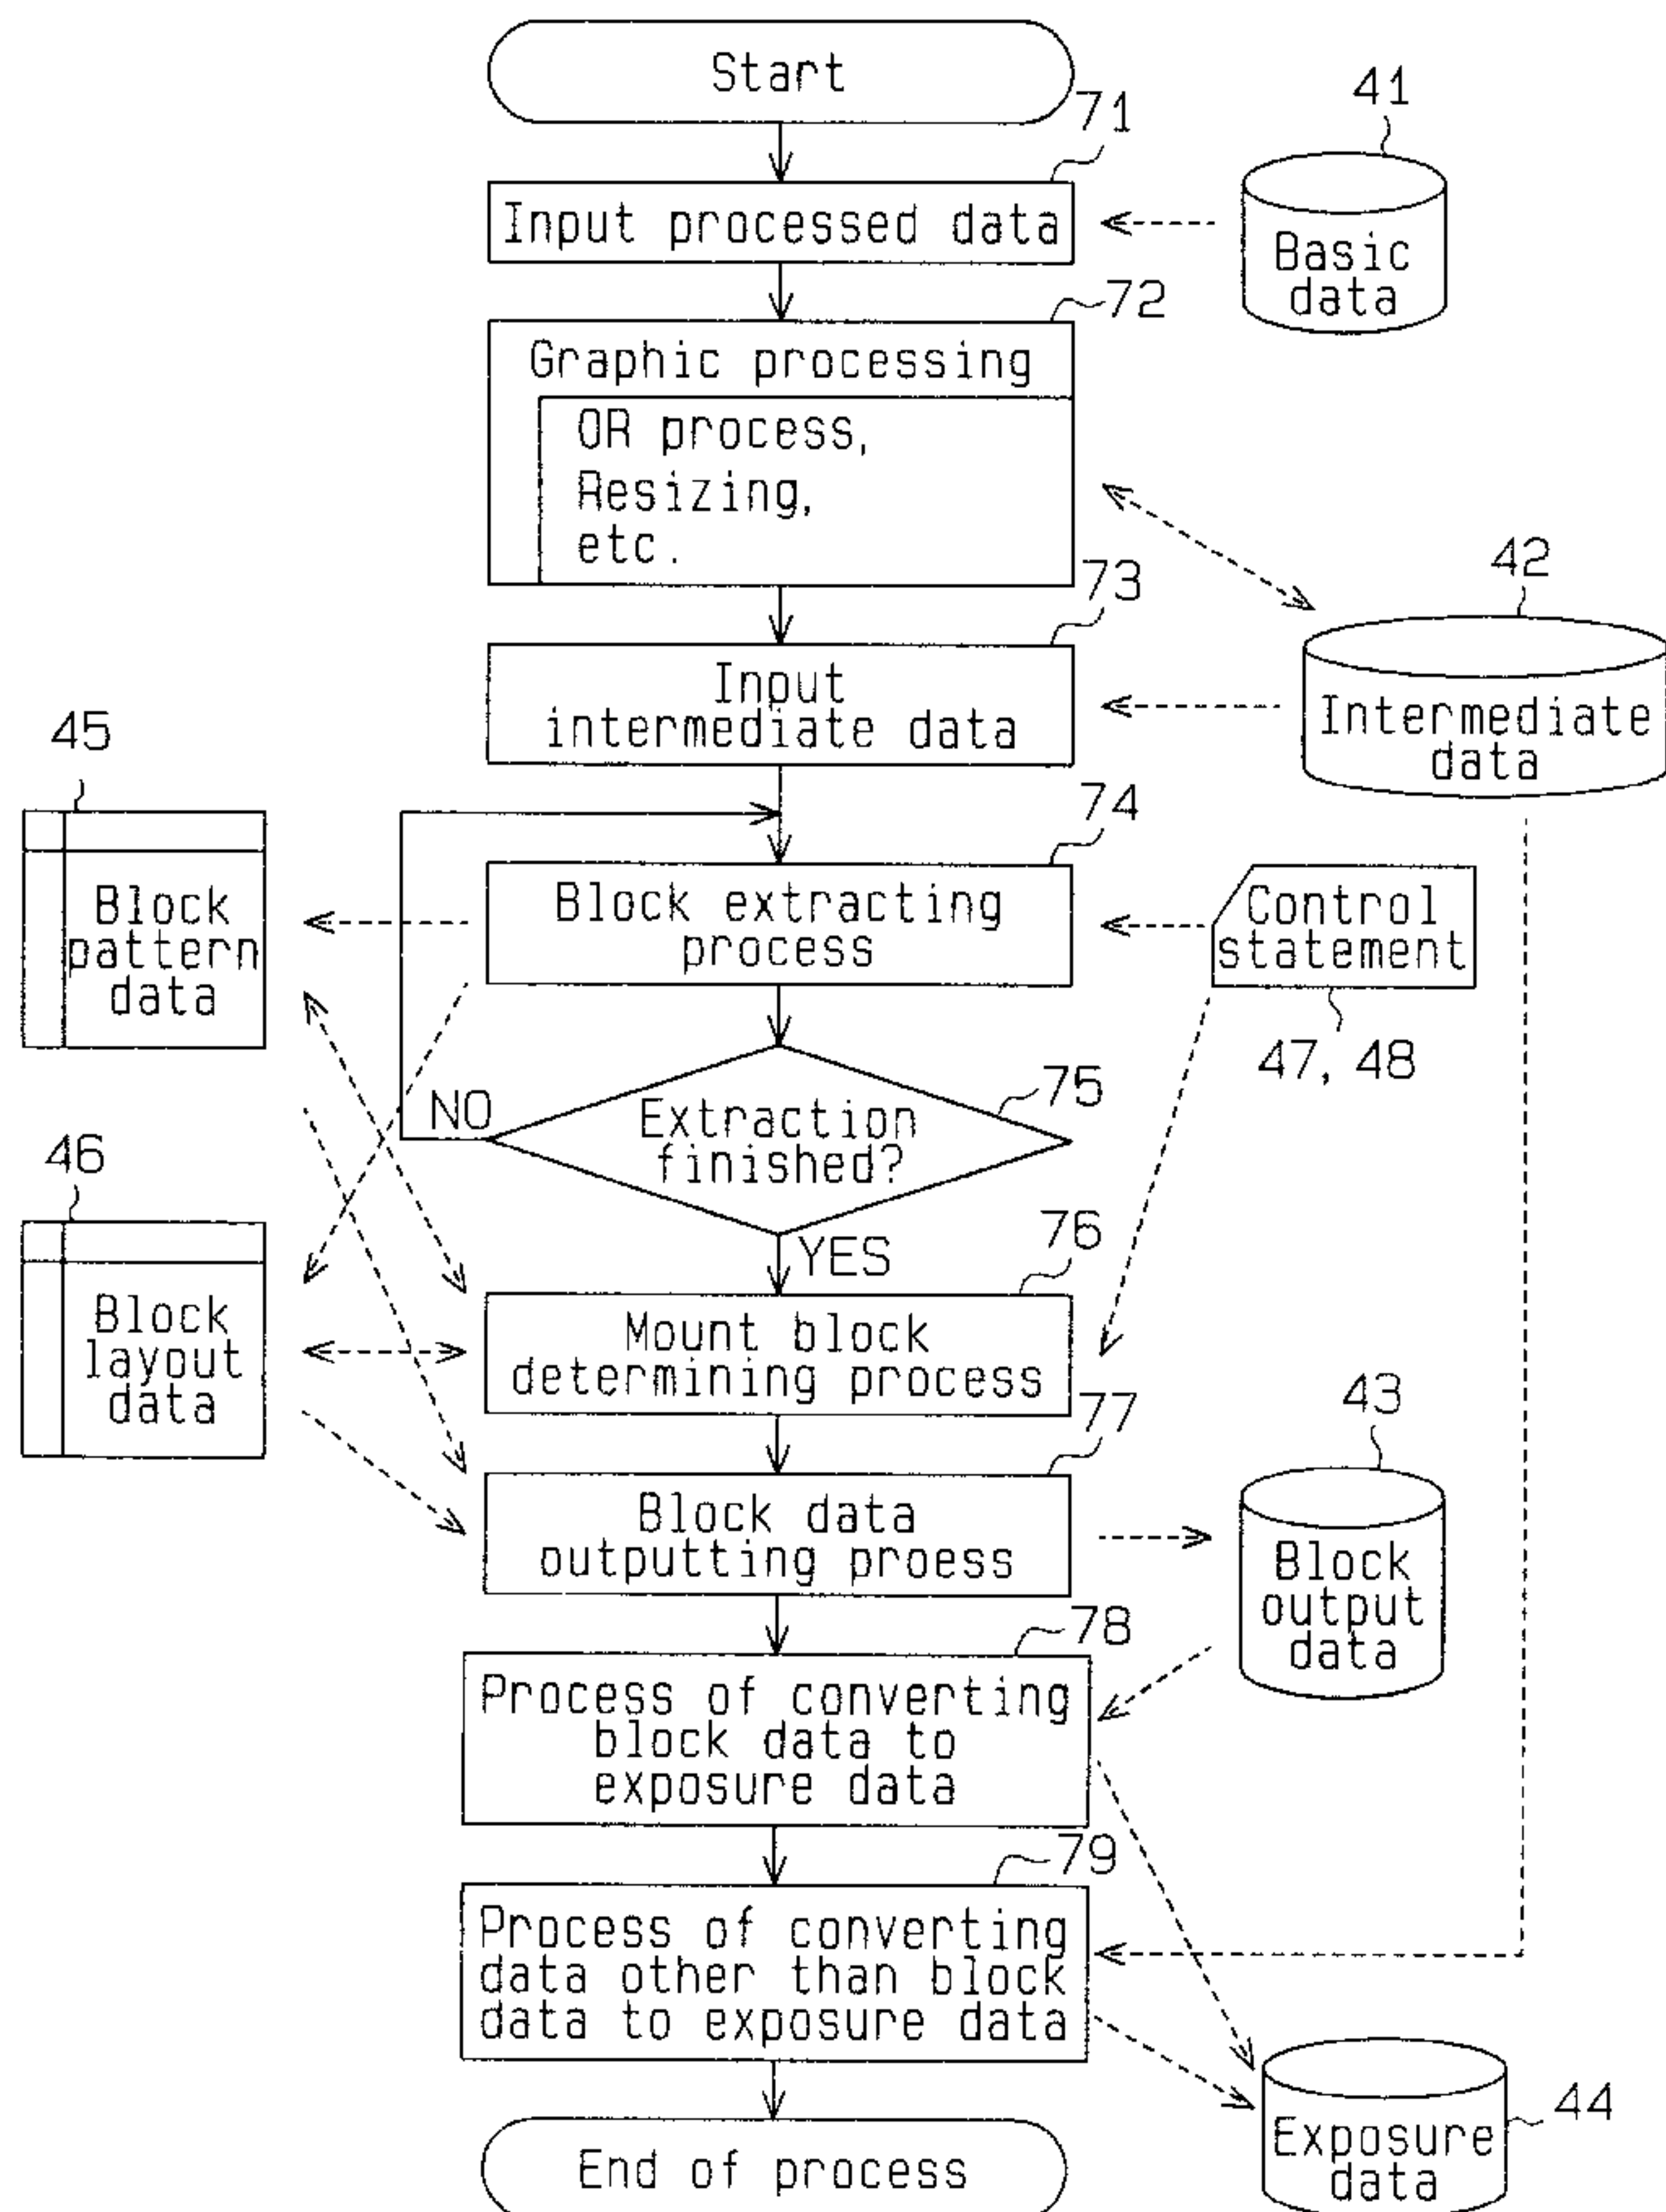 Start
71
41
Input processed data
Basic
data
72
Graphic processing
OR process,
Resizing,
etc.
73
42
Input
intermediate data
Intermediate
data
45
74
Block
pattern
data
Block extracting
process
Control
statement
47, 48
75
NO
Extraction
finished?
46
YES
76
Block
layout
data
Mount block
determining process
77
43
Block data
outputting proess
Block
output
data
78
Process of converting
block data to
exposure data
79
Process of converting
data other than block
data to exposure data
44
Exposure
data
End of process